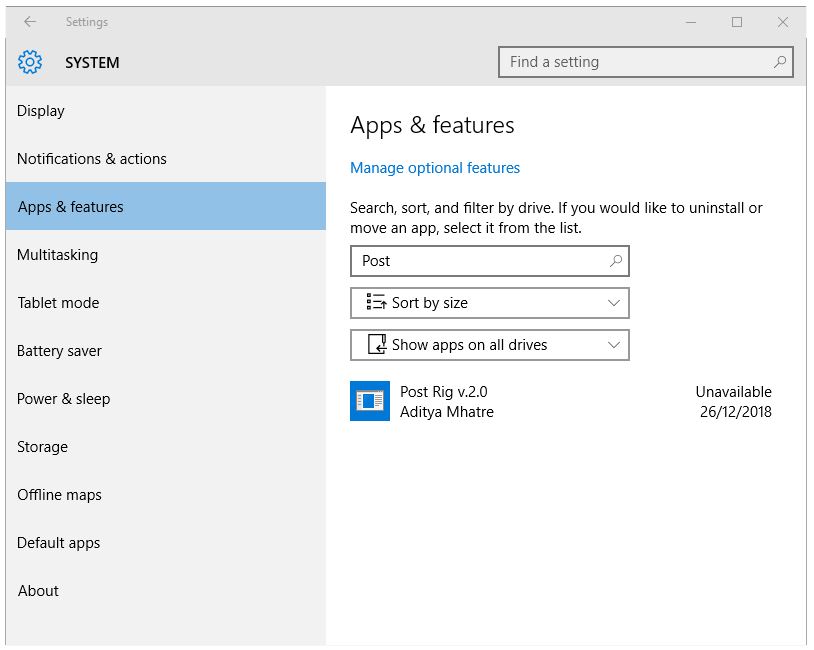 Settings
SYSTEM
Find a setting
Display
Notifications & actions
Apps & features
Multitasking
Tablet mode
Battery saver
Power & sleep
Storage
Offline maps
Default apps
About
Apps & features
Manage optional features
Search, sort, and filter by drive. If you would like to uninstall or
move an app, select it from the list.
Post
Sort by size
Show apps on all drives
Post Rig v.2.0 Unavailable
Aditya Mhatre 26/12/2018